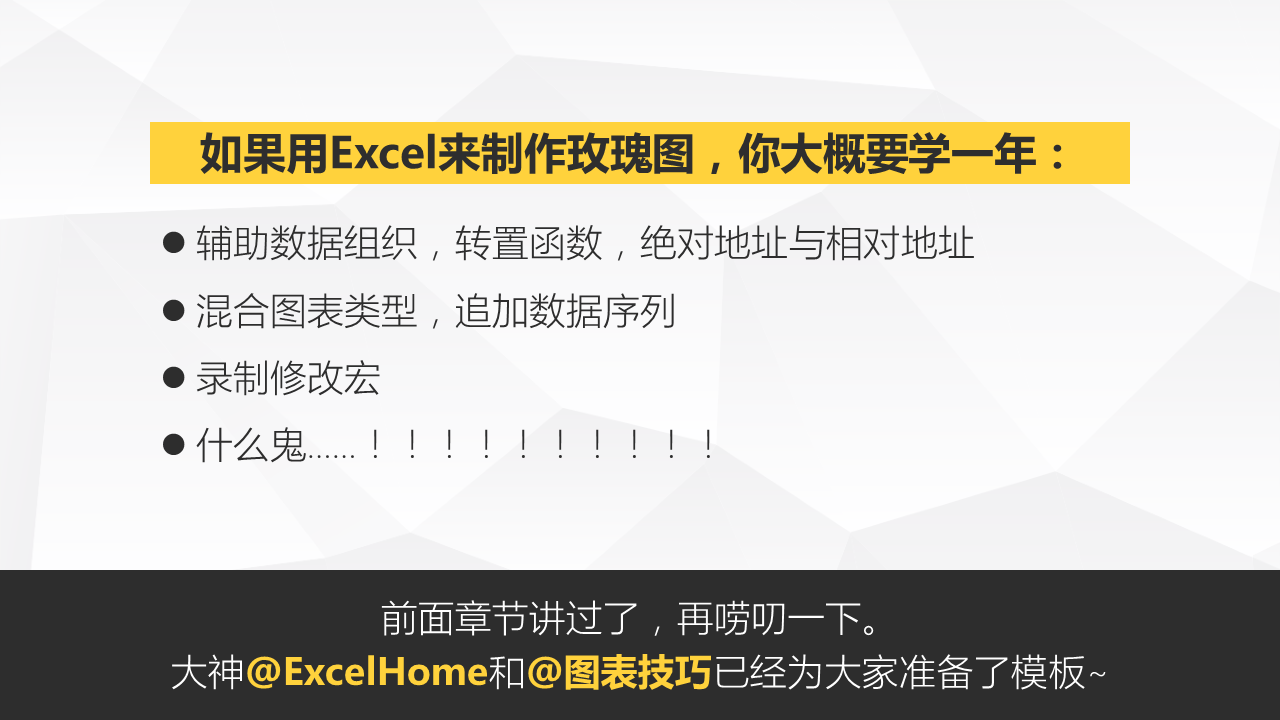 如果用Excel来制作玫瑰图，你大概要学一年：
● 辅助数据组织，转置函数，绝对地址与相对地址
● 混合图表类型，追加数据序列
● 录制修改宏
● 什么鬼……！！！！！！！！！！
前面章节讲过了，再唠叨一下。
大神@ExcelHome和@图表技巧已经为大家准备了模板~